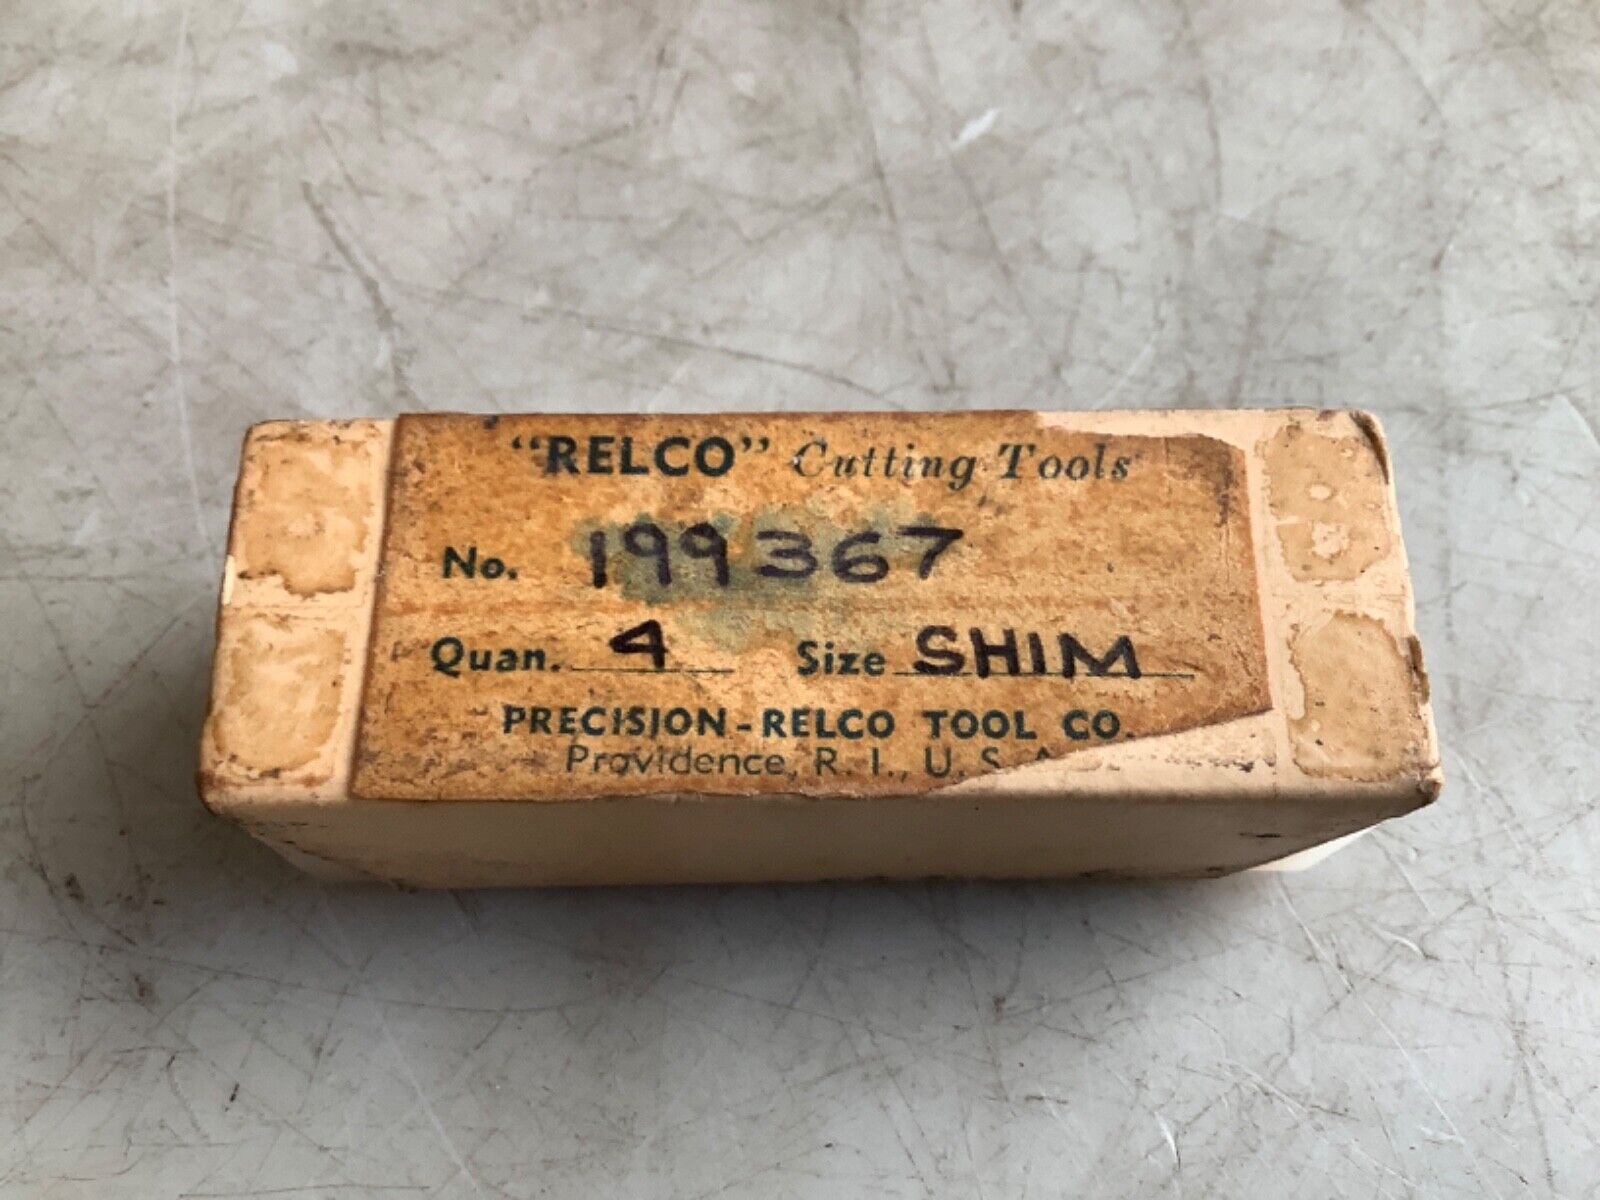 "RELCO" Cutting Tools
No. 199367
Quan. 4 Size SHIM
PRECISION-RELCO TOOL CO.
Providence, R. I., U. S. A